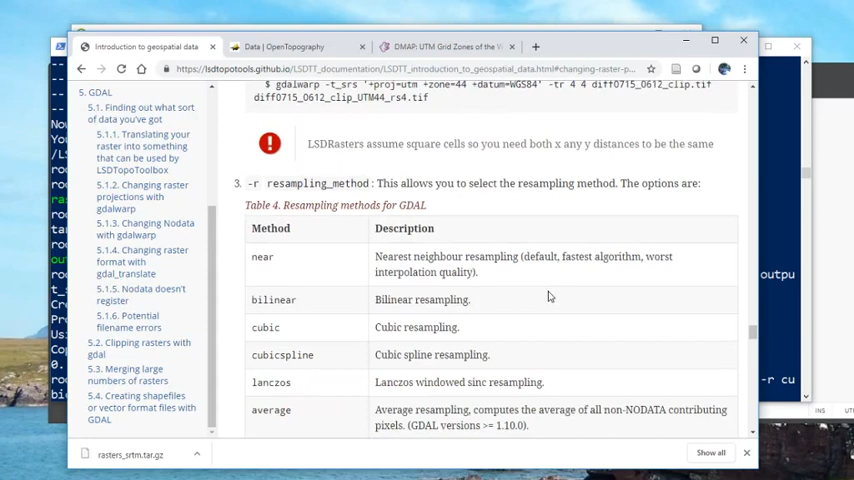 Introduction to geospatial data
Data | OpenTopography
DMAP: UTM Grid Zones of the W
https://lsdtopotools.github.io/LSDTT_documentation/LSDTT_introduction_to_geospatial_data.html#changing-raster-p...
5. GDAL
5.1. Finding out what sort
of data you've got
5.1.1. Translating your
raster into something
that can be used by
LSDTopoToolbox
5.1.2. Changing raster
projections with
gdalwarp
5.1.3. Changing Nodata
with gdalwarp
5.1.4. Changing raster
format with
gdal_translate
5.1.5. Nodata doesn't
register
5.1.6. Potential
filename errors
5.2. Clipping rasters with
gdal
5.3. Merging large
numbers of rasters
5.4. Creating shapefiles
or vector format files with
GDAL
$ gdalwarp -t_srs '+proj=utm +zone=44 +datum=WGS84' -tr 4 4 diff0715_0612_clip.tif
diff0715_0612_clip_UTM44_rs4.tif
LSDRasters assume square cells so you need both x any y distances to be the same
3. -r resampling_method: This allows you to select the resampling method. The options are:
Table 4. Resampling methods for GDAL
Method Description
near Nearest neighbour resampling (default, fastest algorithm, worst
interpolation quality).
bilinear Bilinear resampling.
cubic Cubic resampling.
cubicspline Cubic spline resampling.
lanczos Lanczos windowed sinc resampling.
average Average resampling, computes the average of all non-NODATA contributing
pixels. (GDAL versions >= 1.10.0).
outpu
-r cu
INS
rasters_srtm.tar.gz
Show all